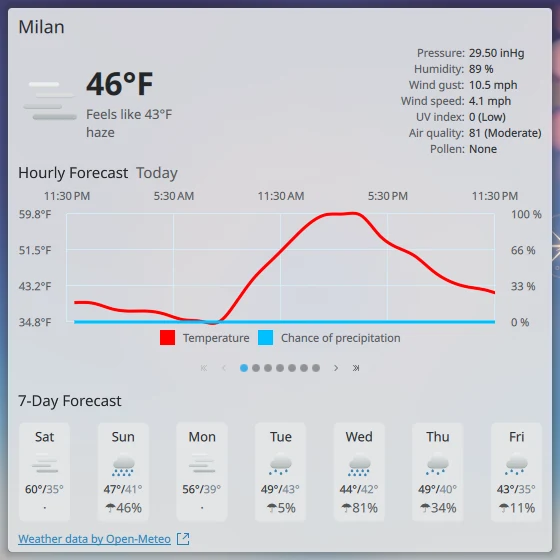 Milan
46°F
Feels like 43°F
haze
Pressure: 29.50 inHg
Humidity: 89 %
Wind gust: 10.5 mph
Wind speed: 4.1 mph
UV index: 0 (Low)
Air quality: 81 (Moderate)
Pollen: None
Hourly Forecast Today
11:30 PM 5:30 AM 11:30 AM 5:30 PM 11:30 PM
59.8°F 100 %
51.5°F 66 %
43.2°F 33 %
34.8°F 0 %
Temperature Chance of precipitation
7-Day Forecast
Sat Sun Mon Tue Wed Thu Fri
60°/35° 47°/41° 56°/39° 49°/43° 44°/42° 49°/40° 43°/35°
· ☂46% · ☂5% ☂81% ☂34% ☂11%
Weather data by Open-Meteo